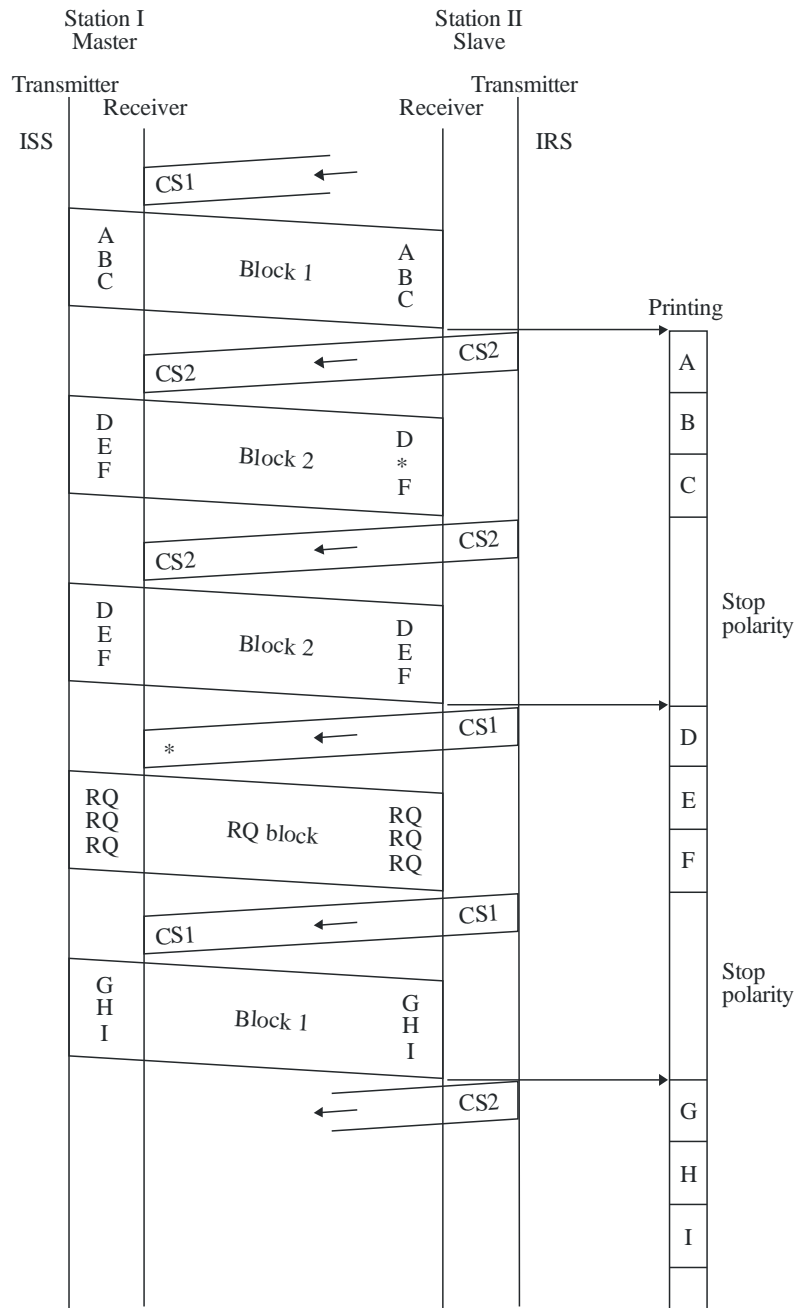 Station I
Master
Station II
Slave
Transmitter
Receiver
Receiver
Transmitter
ISS
IRS
CS1
A
B
C
Block 1
A
B
C
Printing
CS2
CS2
A
D
E
F
Block 2
D
*
F
B
C
CS2
CS2
D
E
F
Block 2
D
E
F
Stop
polarity
*
CS1
D
RQ
RQ
RQ
RQ block
RQ
RQ
RQ
E
F
CS1
CS1
G
H
I
Block 1
G
H
I
Stop
polarity
CS2
G
H
I